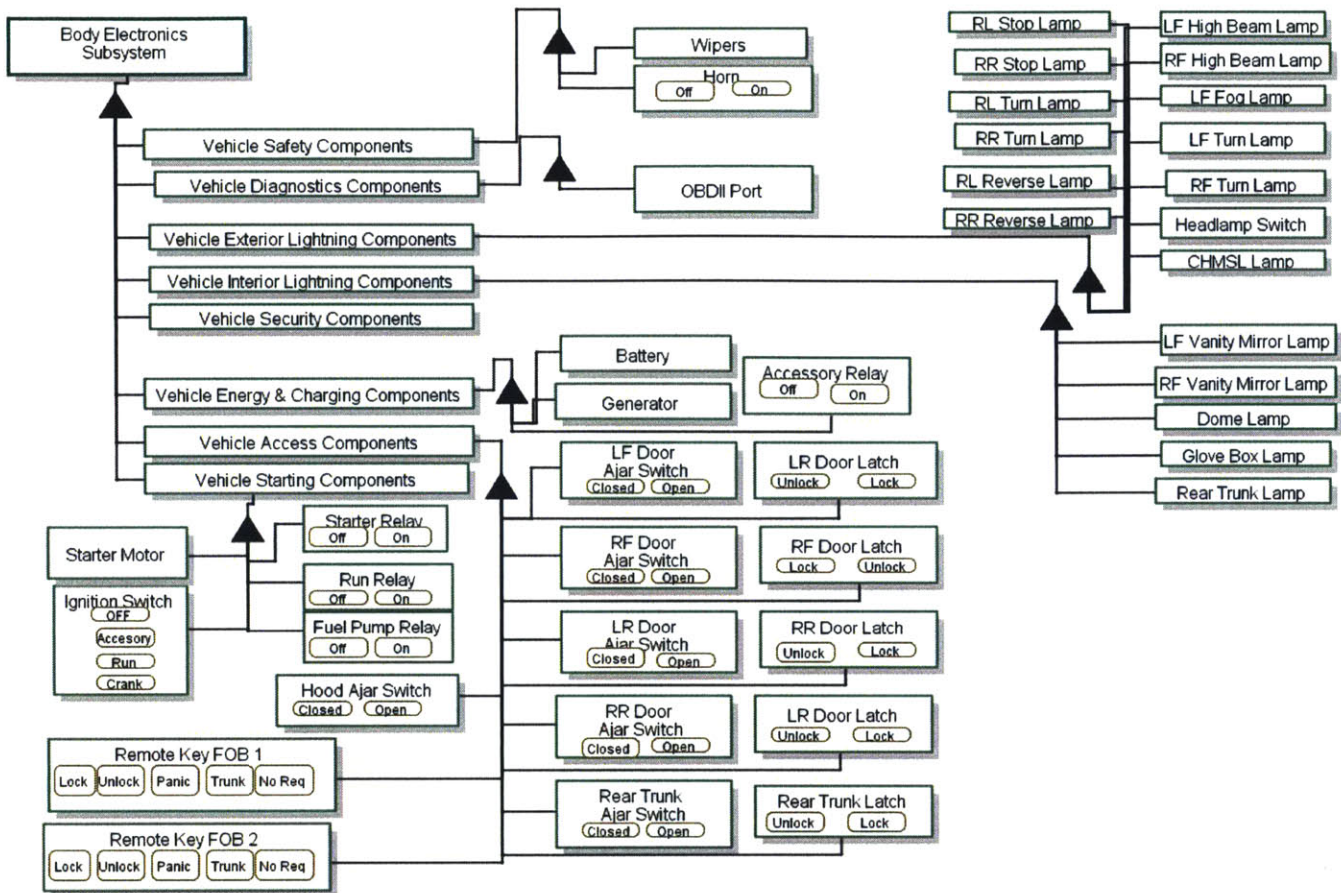 Body Electronics
Subsystem
Wipers
Horn
Off
On
Vehicle Safety Components
Vehicle Diagnostics Components
OBDII Port
Vehicle Exterior Lightning Components
Vehicle Interior Lightning Components
Vehicle Security Components
Vehicle Energy & Charging Components
Vehicle Access Components
Vehicle Starting Components
RL Stop Lamp
RR Stop Lamp
RL Turn Lamp
RR Turn Lamp
RL Reverse Lamp
RR Reverse Lamp
LF High Beam Lamp
RF High Beam Lamp
LF Fog Lamp
LF Turn Lamp
RF Turn Lamp
Headlamp Switch
CHMSL Lamp
LF Vanity Mirror Lamp
RF Vanity Mirror Lamp
Dome Lamp
Glove Box Lamp
Rear Trunk Lamp
Battery
Generator
Accessory Relay
Off
On
Starter Motor
Ignition Switch
OFF
Accesory
Run
Crank
Starter Relay
Off
On
Run Relay
Off
On
Fuel Pump Relay
Off
On
Hood Ajar Switch
Closed
Open
Remote Key FOB 1
Lock
Unlock
Panic
Trunk
No Req
Remote Key FOB 2
Lock
Unlock
Panic
Trunk
No Req
LF Door
Ajar Switch
Closed
Open
LR Door Latch
Unlock
Lock
RF Door
Ajar Switch
Closed
Open
RF Door Latch
Lock
Unlock
LR Door
Ajar Switch
Closed
Open
RR Door Latch
Unlock
Lock
RR Door
Ajar Switch
Closed
Open
LR Door Latch
Unlock
Lock
Rear Trunk
Ajar Switch
Closed
Open
Rear Trunk Latch
Unlock
Lock